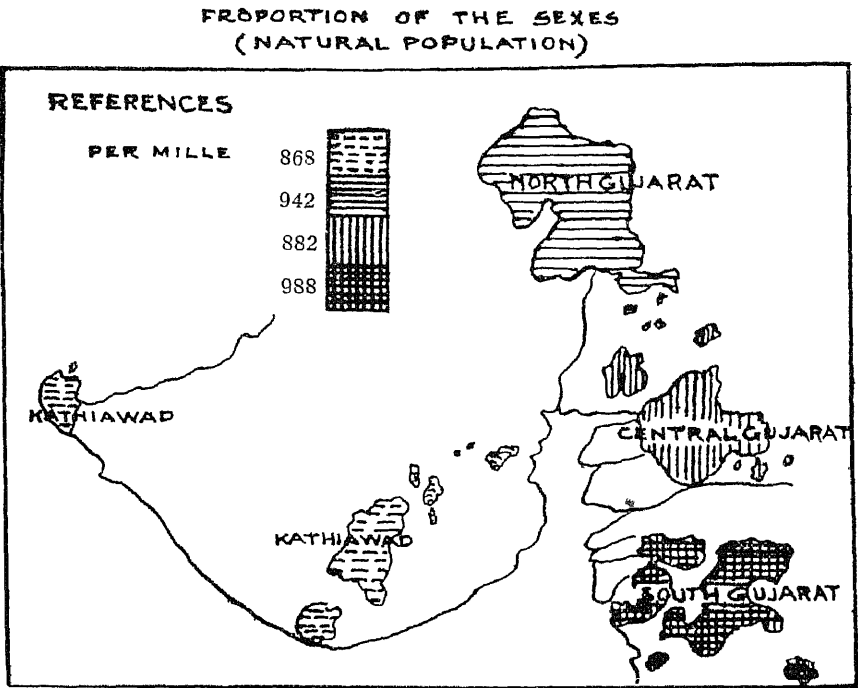 PROPORTION OF THE SEXES
(NATURAL POPULATION)
REFERENCES
PER MILLE
868
942
882
988
NORTH GUJARAT
KATHIAWAD
CENTRAL GUJARAT
KATHIAWAD
SOUTH GUJARAT